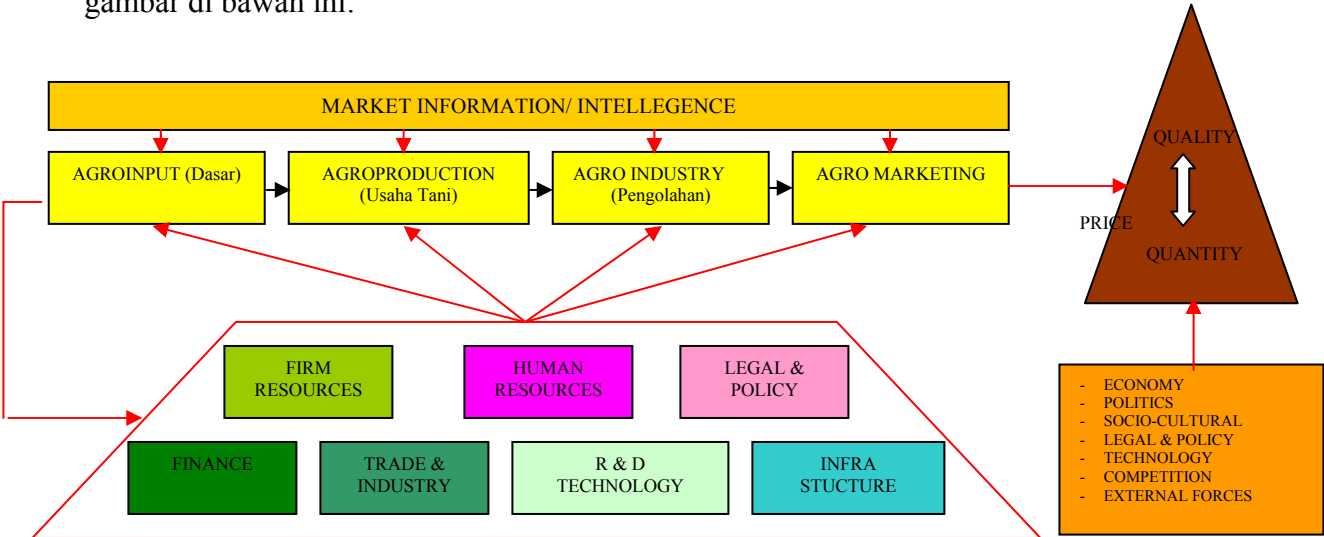 gambar di bawah ini.
MARKET INFORMATION/ INTELLEGENCE
AGROINPUT (Dasar)
AGROPRODUCTION
(Usaha Tani)
AGRO INDUSTRY
(Pengolahan)
AGRO MARKETING
QUALITY
PRICE
QUANTITY
FIRM
RESOURCES
HUMAN
RESOURCES
LEGAL &
POLICY
FINANCE
TRADE &
INDUSTRY
R & D
TECHNOLOGY
INFRA
STUCTURE
- ECONOMY
- POLITICS
- SOCIO-CULTURAL
- LEGAL & POLICY
- TECHNOLOGY
- COMPETITION
- EXTERNAL FORCES